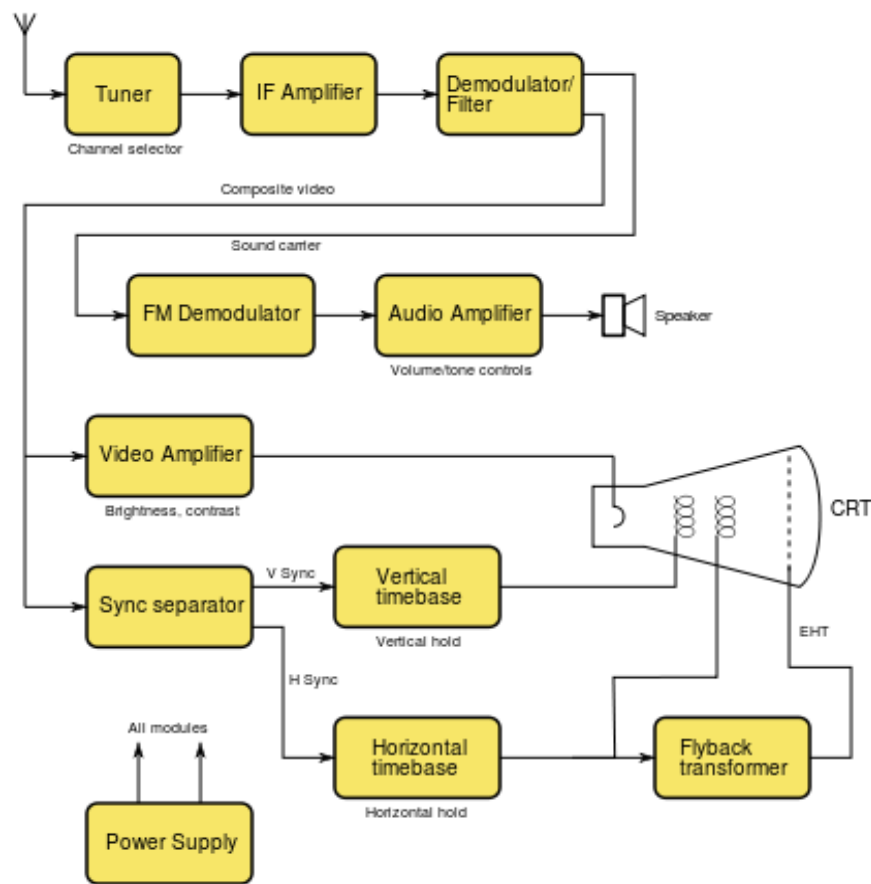 Tuner
Channel selector
IF Amplifier
Demodulator/
Filter
Composite video
Sound carrier
FM Demodulator
Audio Amplifier
Volume/tone controls
Speaker
Video Amplifier
Brightness, contrast
CRT
Sync separator
V Sync
Vertical
timebase
Vertical hold
EHT
H Sync
All modules
Horizontal
timebase
Horizontal hold
Flyback
transformer
Power Supply